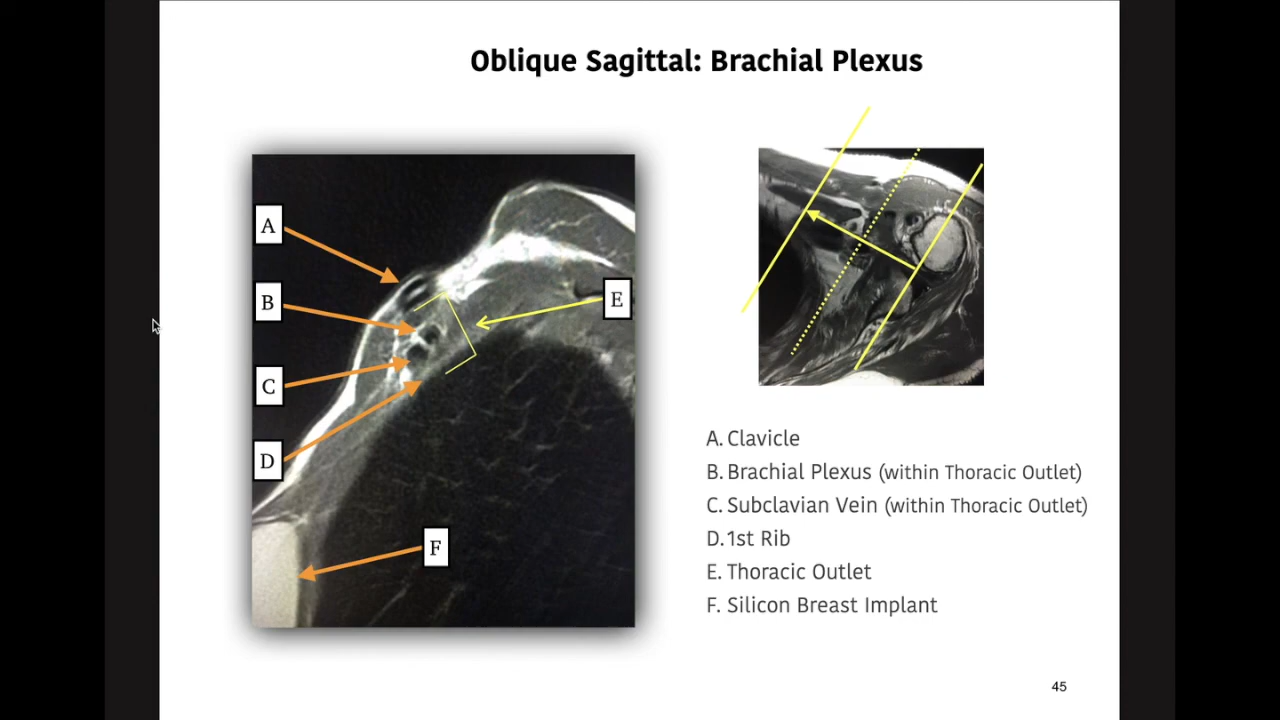 Oblique Sagittal: Brachial Plexus
A
B
E
C
D
F
A. Clavicle
B. Brachial Plexus (within Thoracic Outlet)
C. Subclavian Vein (within Thoracic Outlet)
D.1st Rib
E. Thoracic Outlet
F. Silicon Breast Implant
45